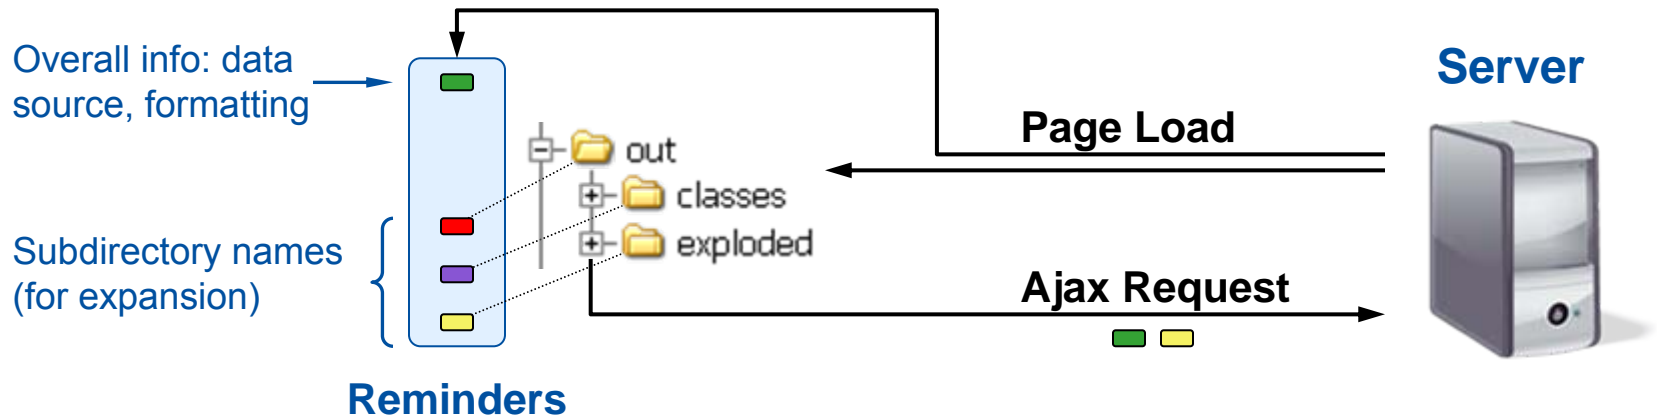 Overall info: data
source, formatting
Server
Page Load
out
classes
exploded
Subdirectory names
(for expansion)
Ajax Request
Reminders